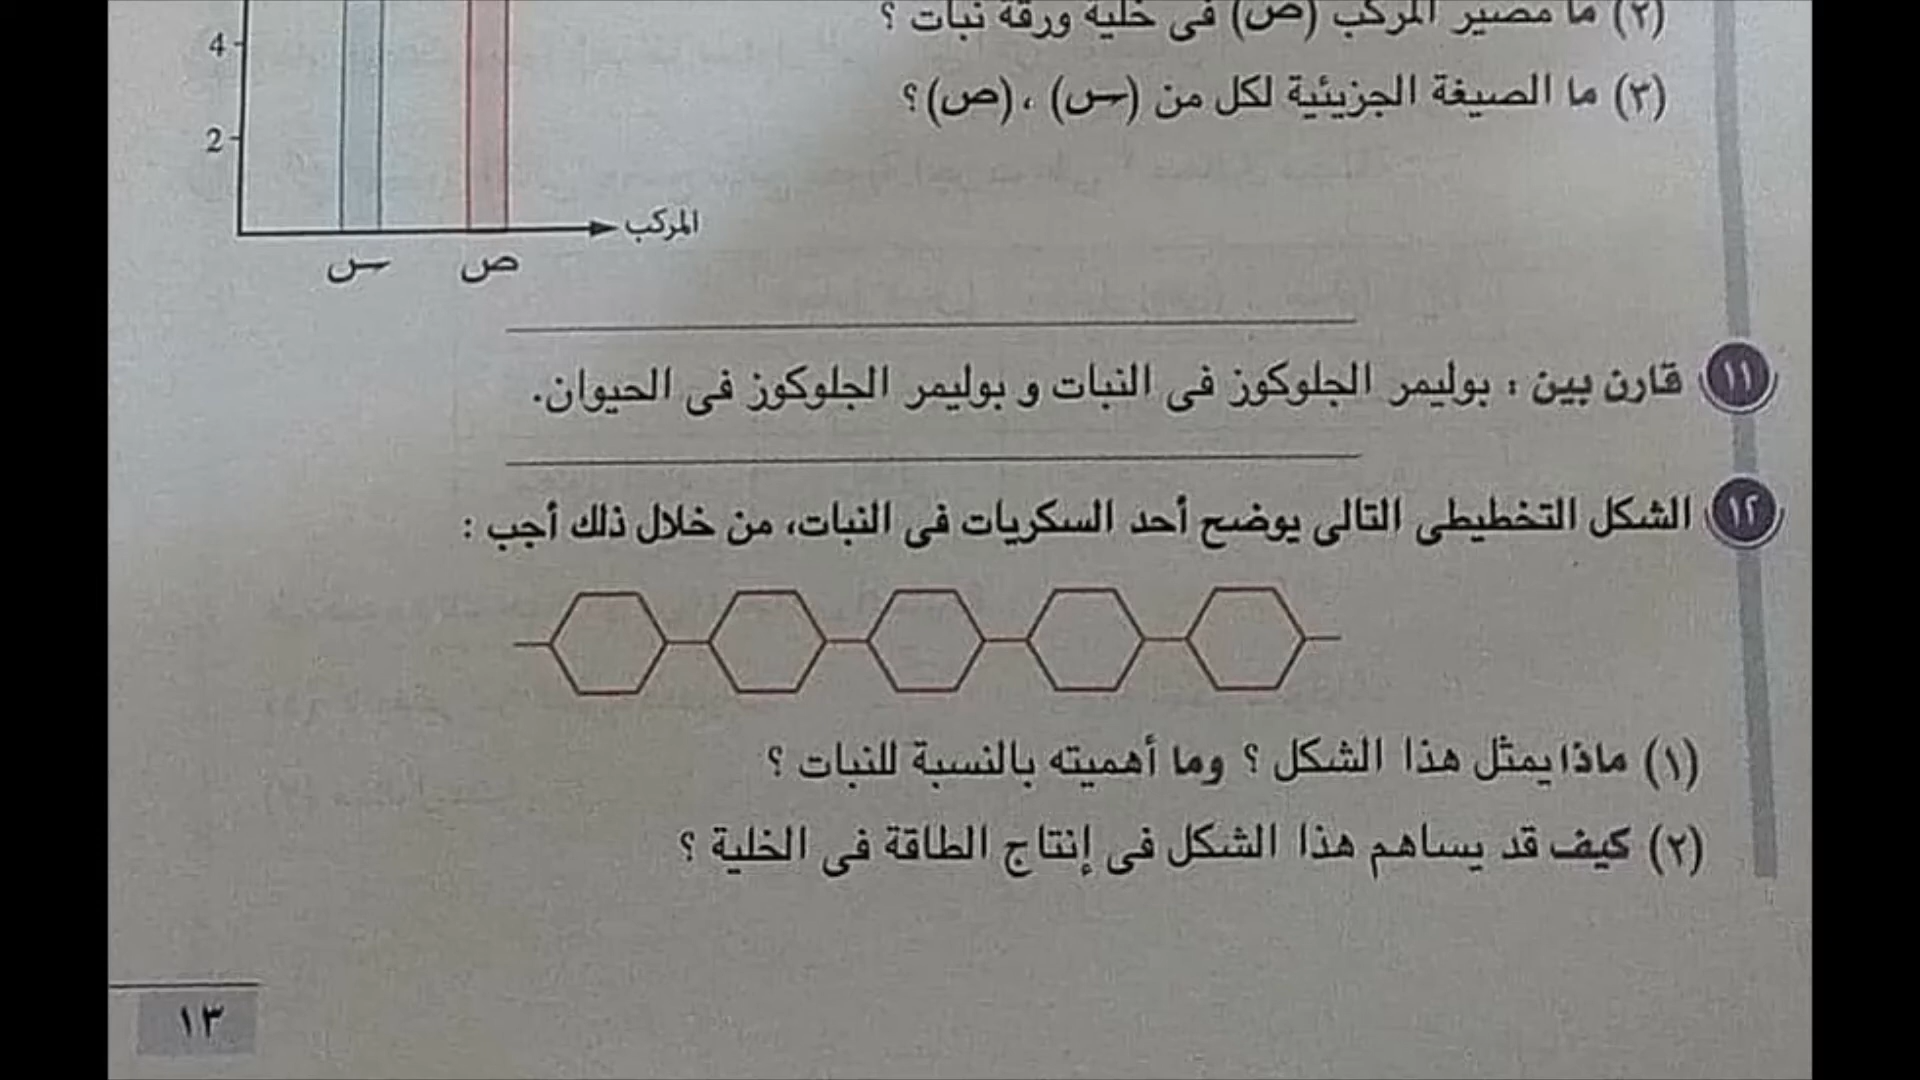 (٢) ما مصير المركب (ص) فى خلية ورقة نبات ؟
4
(٣) ما الصيغة الجزيئية لكل من (س) ، (ص) ؟
2
المركب
س
ص
١١ قارن بين : بوليمر الجلوكوز فى النبات و بوليمر الجلوكوز فى الحيوان.
١٢ الشكل التخطيطى التالى يوضح أحد السكريات فى النبات، من خلال ذلك أجب :
(١) ماذا يمثل هذا الشكل ؟ وما أهميته بالنسبة للنبات ؟
(٢) كيف قد يساهم هذا الشكل فى إنتاج الطاقة فى الخلية ؟
١٣